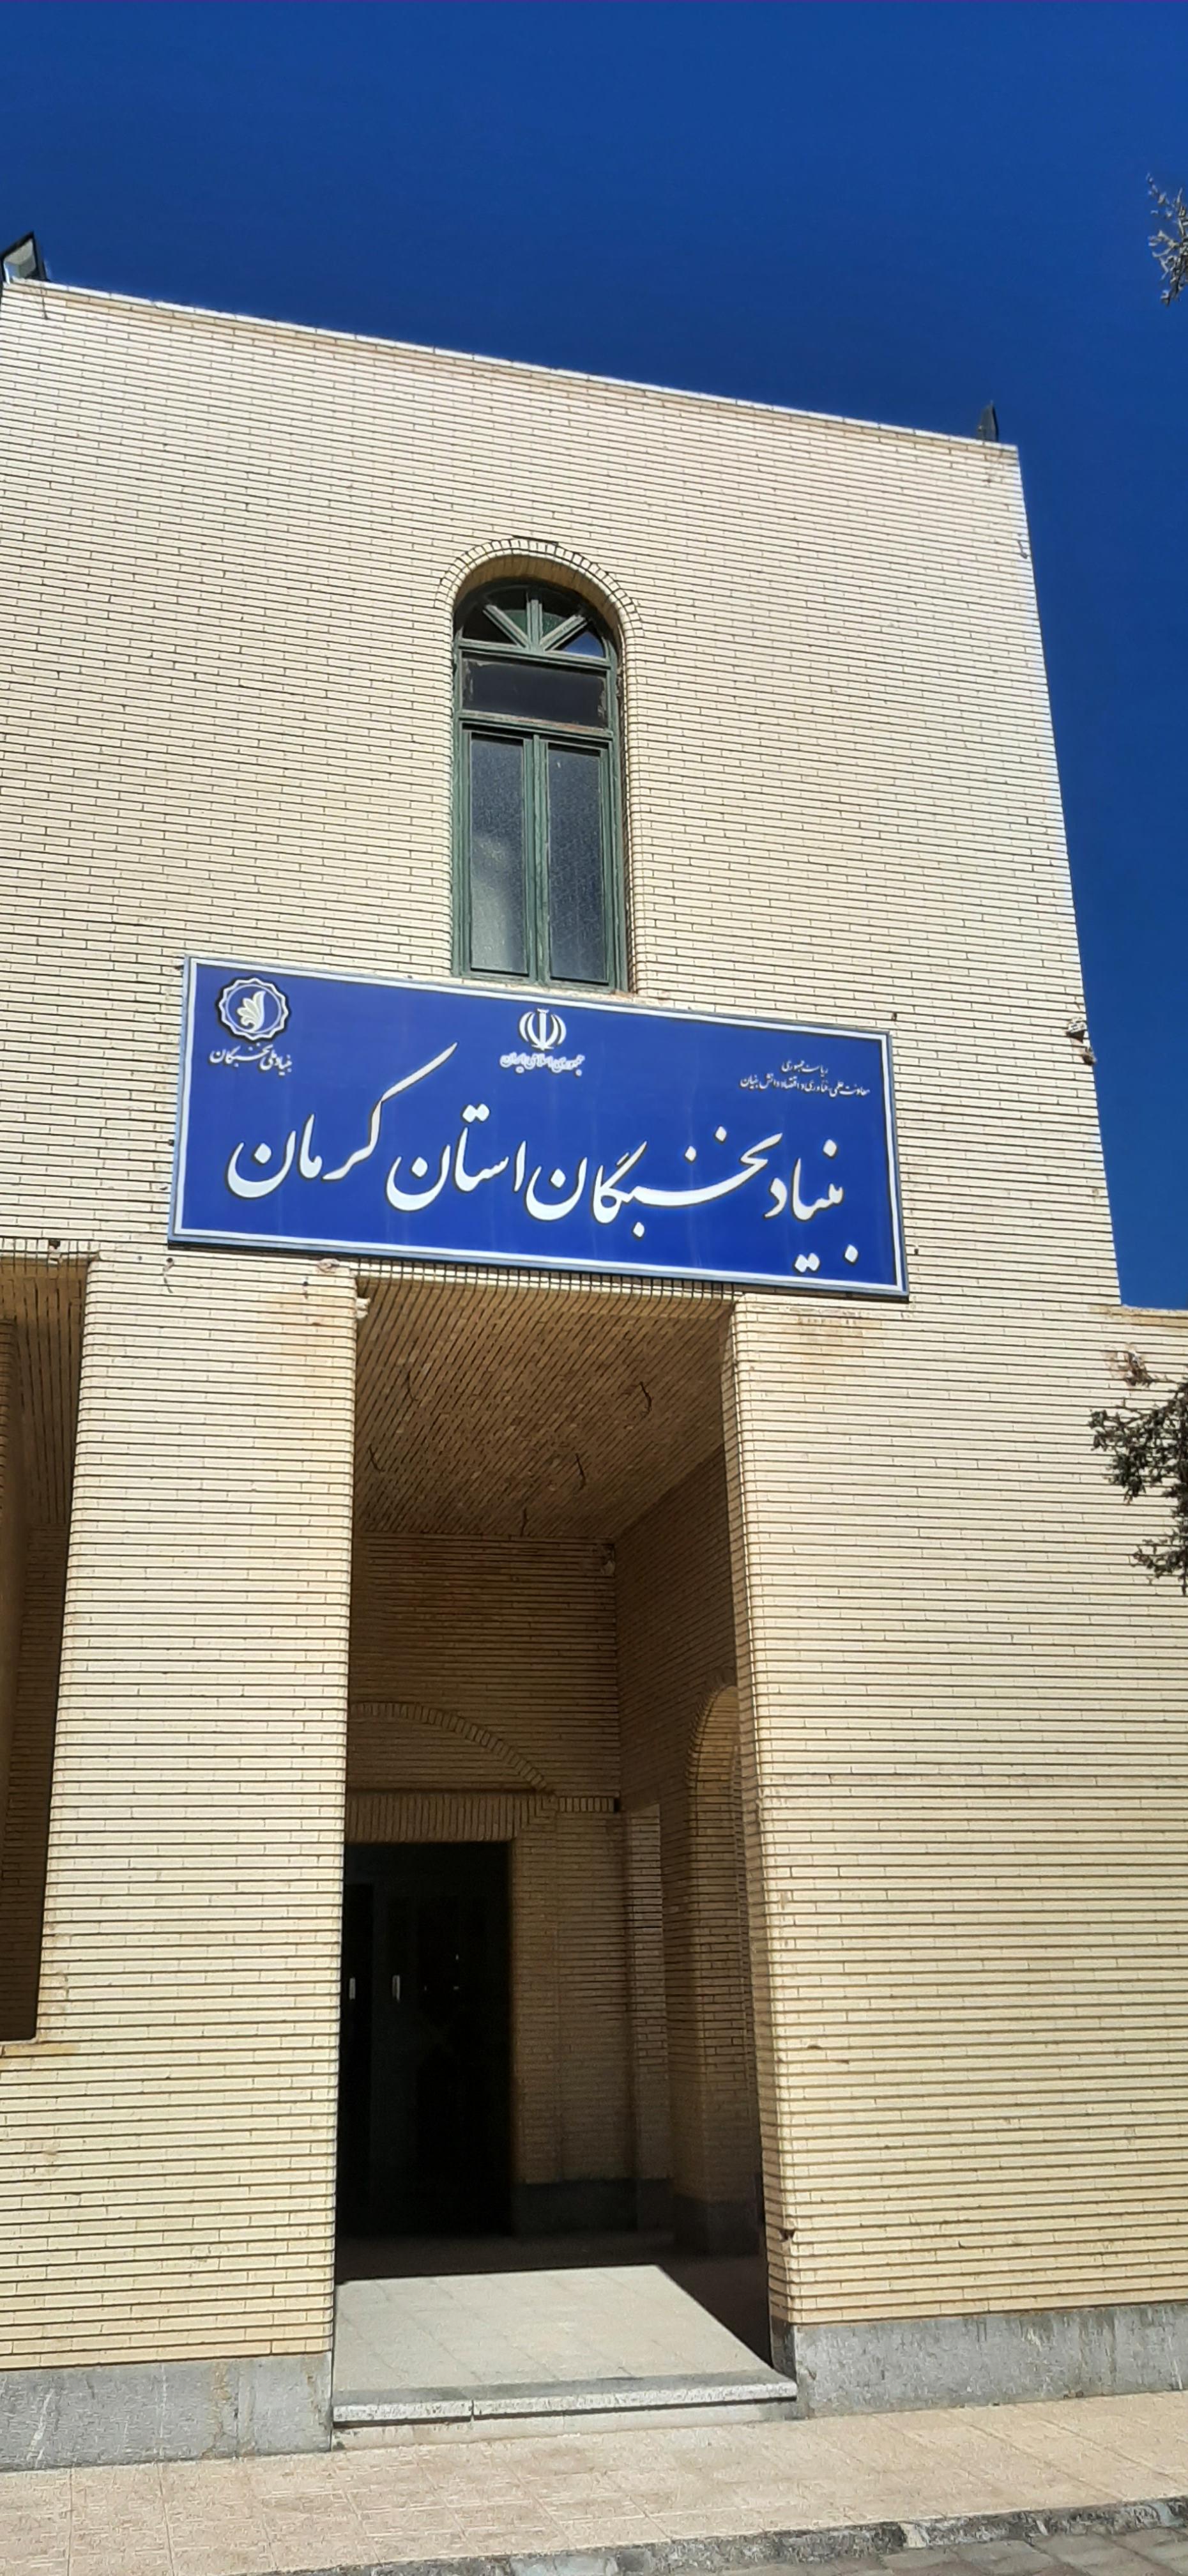 جمهوری اسلامی ایران
ریاست جمهوری
معاونت علمی، فناوری و اقتصاد دانش بنیان
بنیاد ملی نخبگان
بنیاد نخبگان استان کرمان